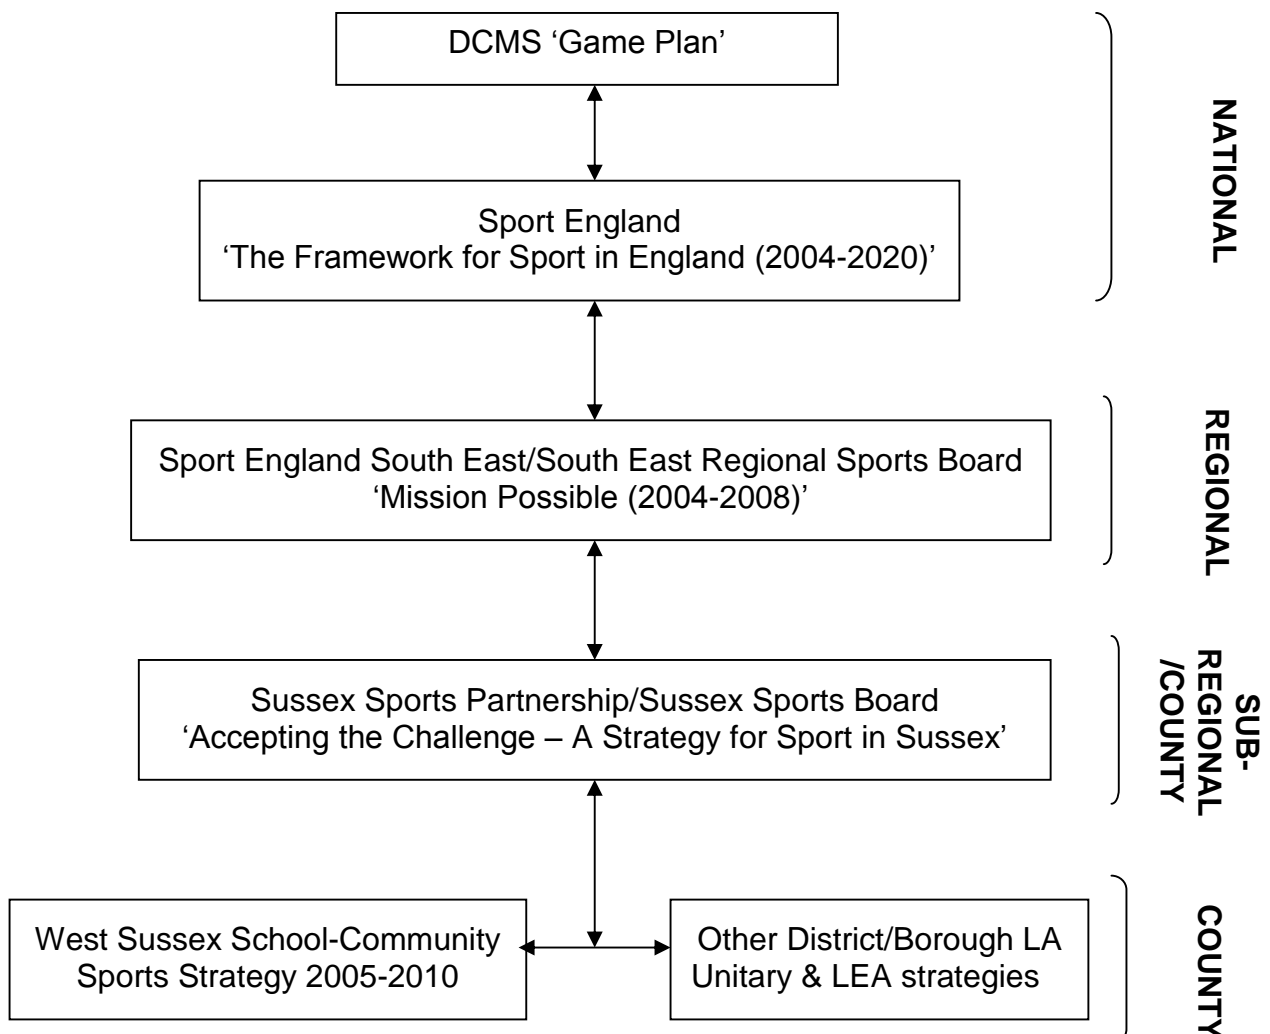 DCMS ‘Game Plan’
NATIONAL
Sport England
‘The Framework for Sport in England (2004-2020)’
Sport England South East/South East Regional Sports Board
‘Mission Possible (2004-2008)’
REGIONAL
Sussex Sports Partnership/Sussex Sports Board
‘Accepting the Challenge – A Strategy for Sport in Sussex’
SUB-
REGIONAL
/COUNTY
West Sussex School-Community
Sports Strategy 2005-2010
Other District/Borough LA
Unitary & LEA strategies
COUNTY